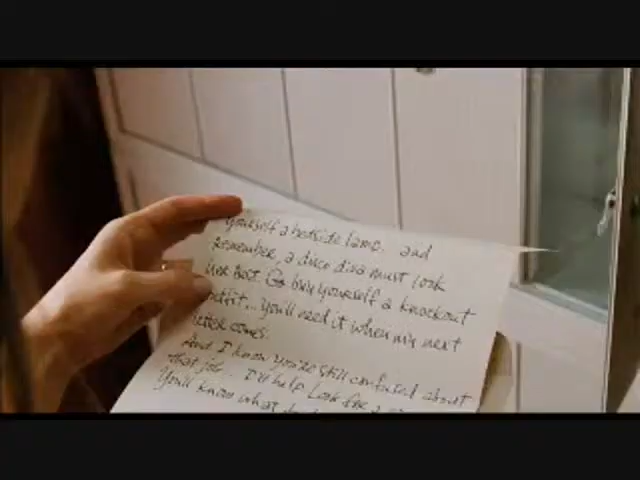 yourself a bedside lamp. and
remember, a disco diva must look
her best. Go buy yourself a knockout
outfit... you'll need it when my next
letter comes.
And I know you're still confused about
that job... I'll help. Look for a
You'll know what